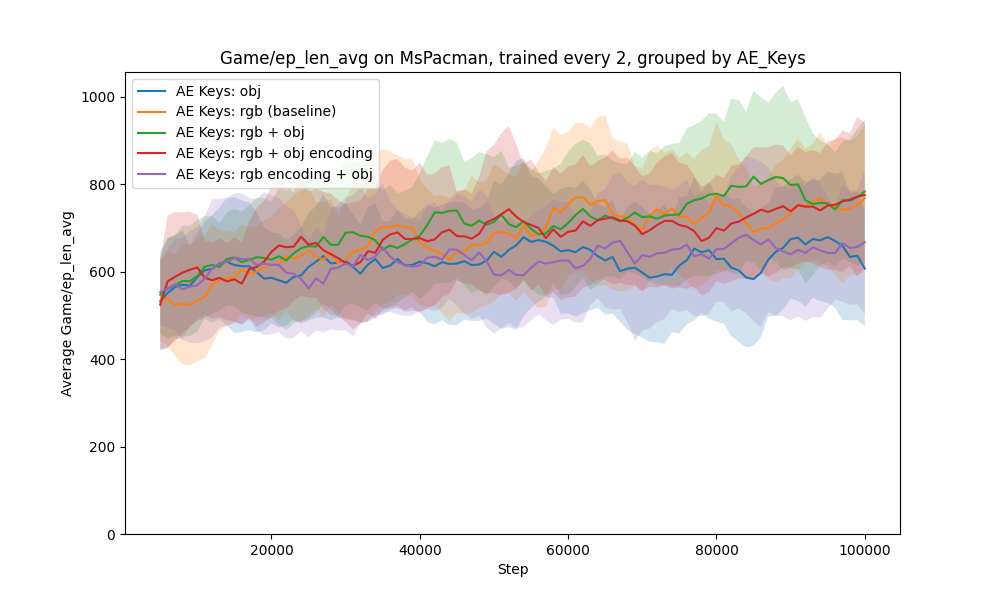 Game/ep_len_avg on MsPacman, trained every 2, grouped by AE_Keys
AE Keys: obj
AE Keys: rgb (baseline)
AE Keys: rgb + obj
AE Keys: rgb + obj encoding
AE Keys: rgb encoding + obj
Average Game/ep_len_avg
1000
800
600
400
200
0
20000
40000
60000
80000
100000
Step